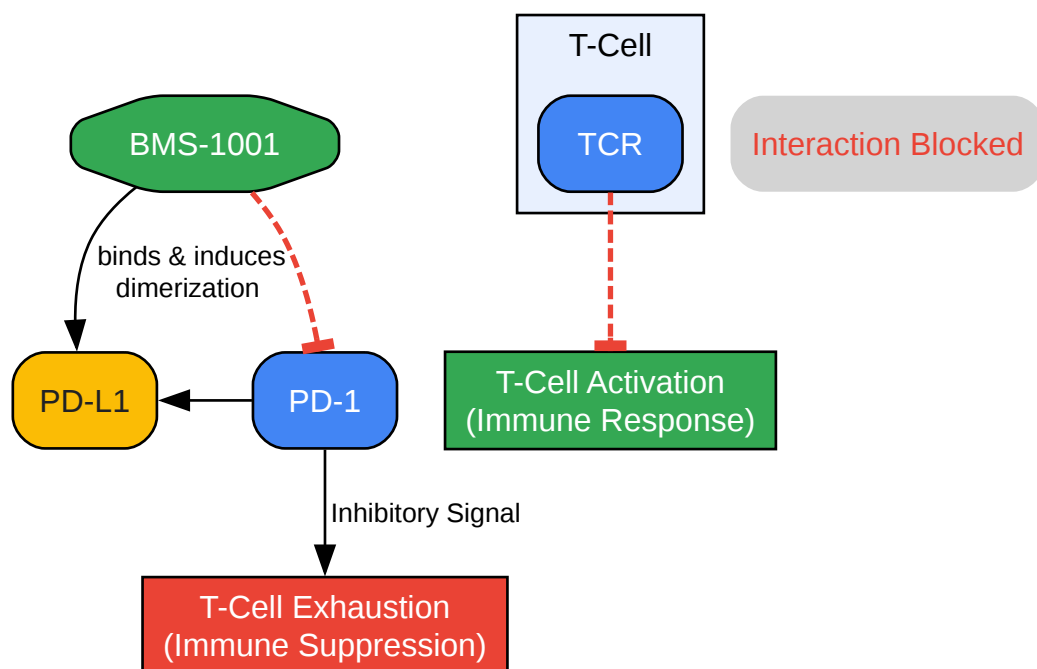 T-Cell
BMS-1001
TCR
Interaction Blocked
binds & induces
dimerization
PD-L1
PD-1
T-Cell Activation
(Immune Response)
Inhibitory Signal
T-Cell Exhaustion
(Immune Suppression)